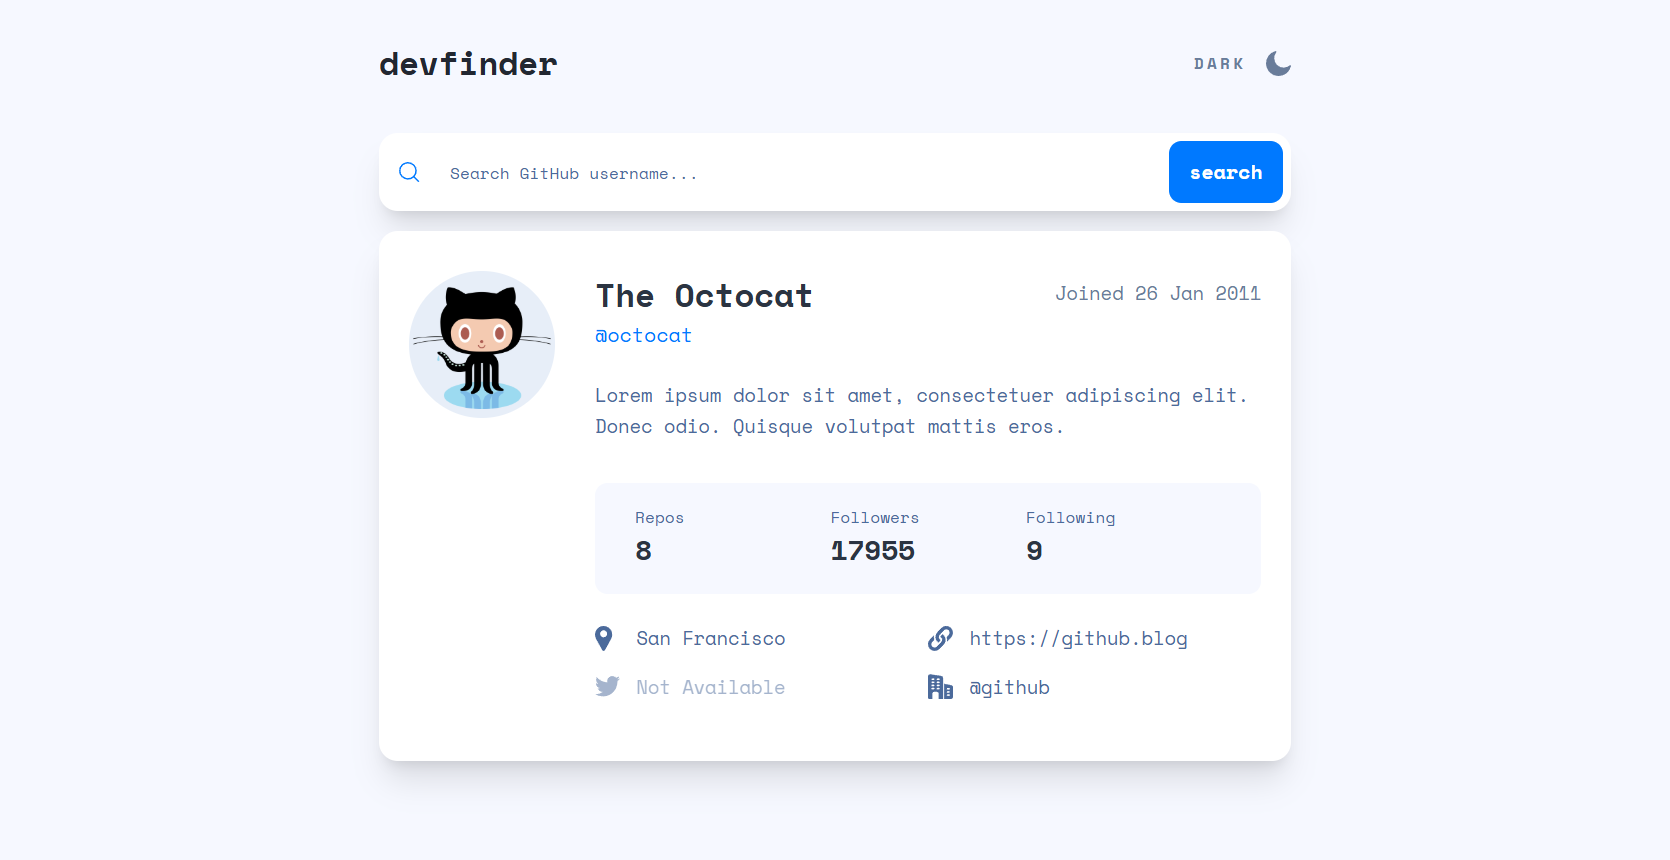 devfinder
DARK
Search GitHub username...
search
The Octocat
Joined 26 Jan 2011
@octocat
Lorem ipsum dolor sit amet, consectetuer adipiscing elit.
Donec odio. Quisque volutpat mattis eros.
Repos
Followers
Following
8
17955
9
San Francisco
https://github.blog
Not Available
@github